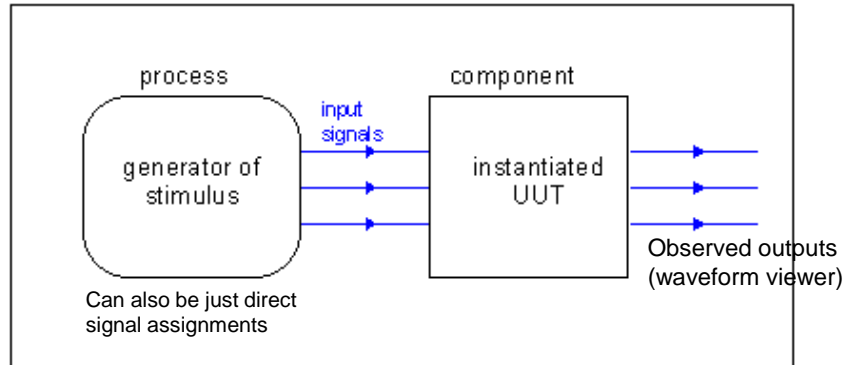 process
component
input
signals
generator of
stimulus
instantiated
UUT
Observed outputs
(waveform viewer)
Can also be just direct
signal assignments